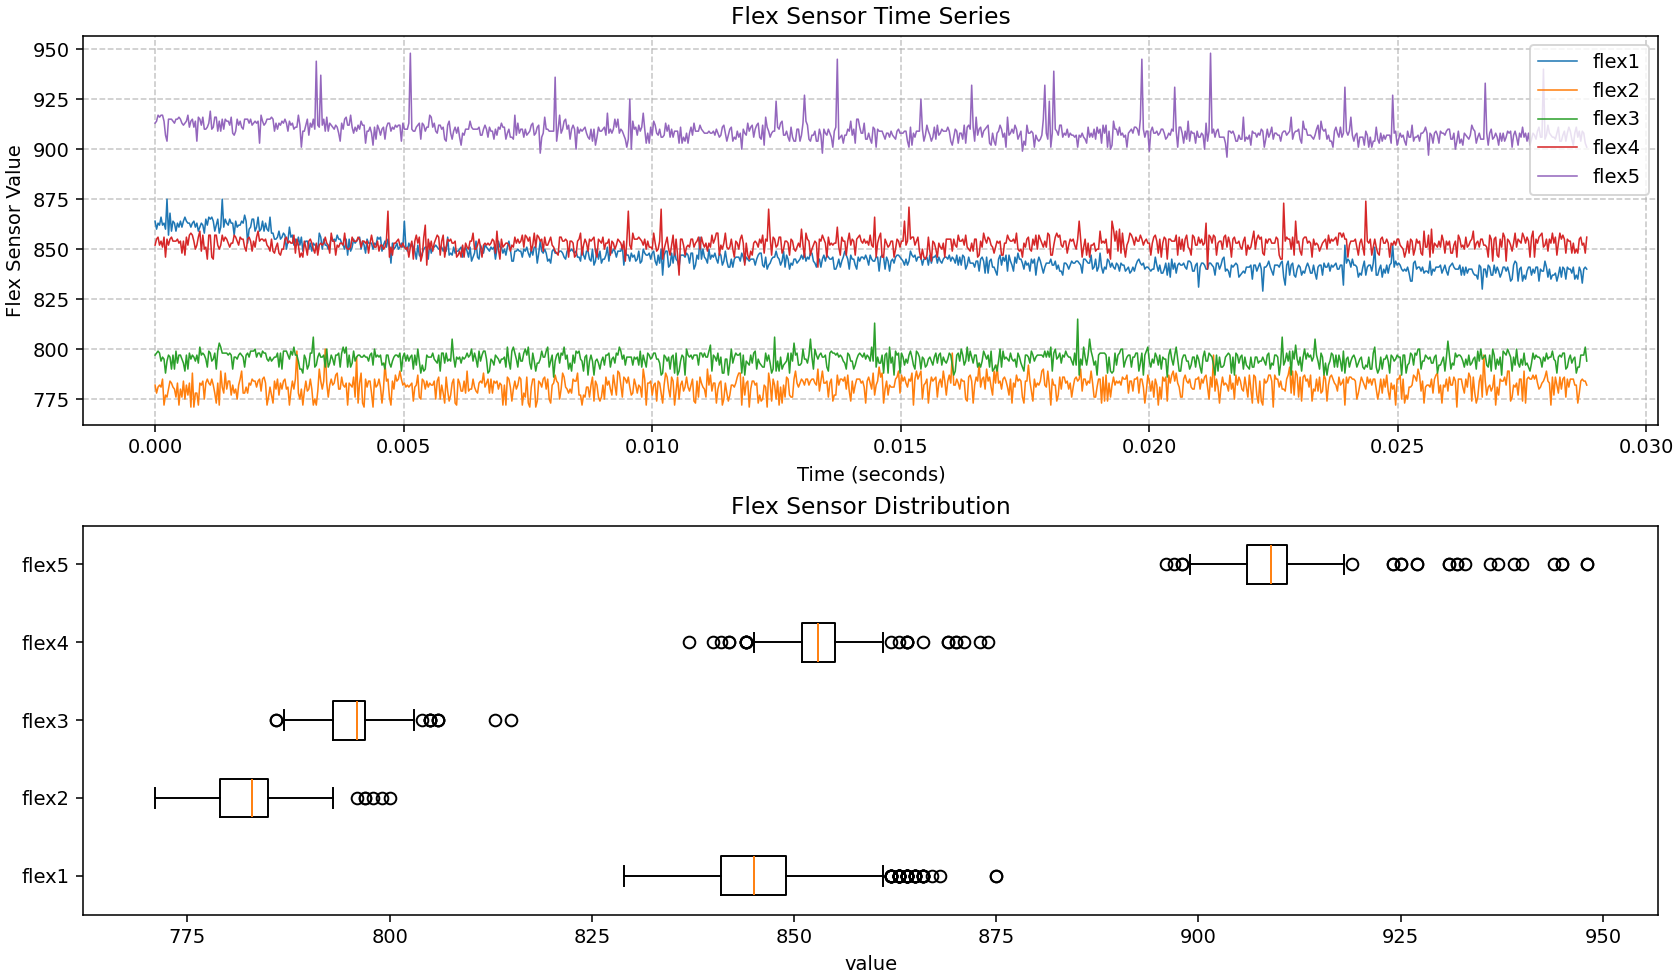 Flex Sensor Time Series
Flex Sensor Value
950
925
900
875
850
825
800
775
flex1
flex2
flex3
flex4
flex5
0.000 0.005 0.010 0.015 0.020 0.025 0.030
Time (seconds)
Flex Sensor Distribution
flex5
flex4
flex3
flex2
flex1
775 800 825 850 875 900 925 950
value